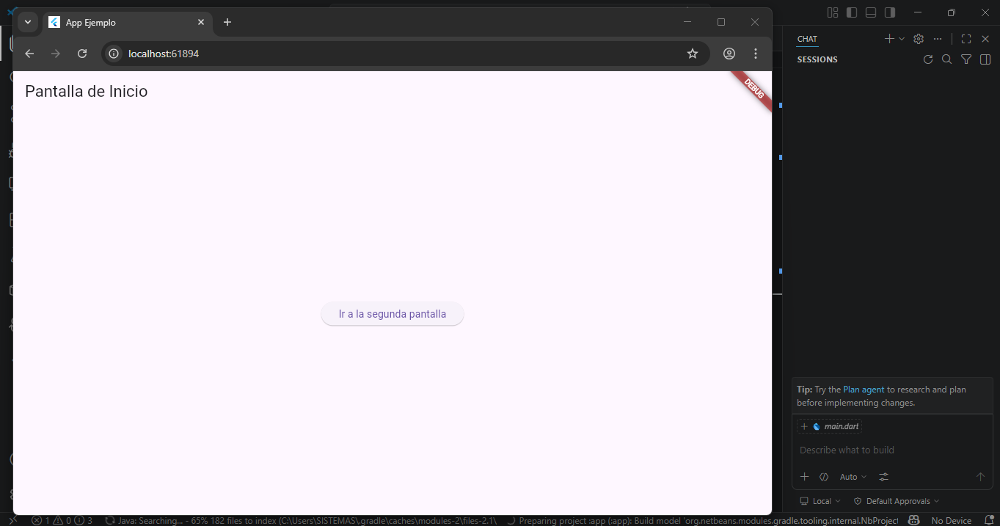 App Ejemplo
localhost:61894
Pantalla de Inicio
DEBUG
Ir a la segunda pantalla
CHAT
SESSIONS
Tip: Try the Plan agent to research and plan
before implementing changes.
main.dart
Describe what to build
Auto
Local
Default Approvals
1 0 3 Java: Searching... - 65% 182 files to index (C:\Users\SISTEMAS\.gradle\caches\modules-2\files-2.1\ Preparing project :app (:app): Build model 'org.netbeans.modules.gradle.tooling.internal.NbProject No Device